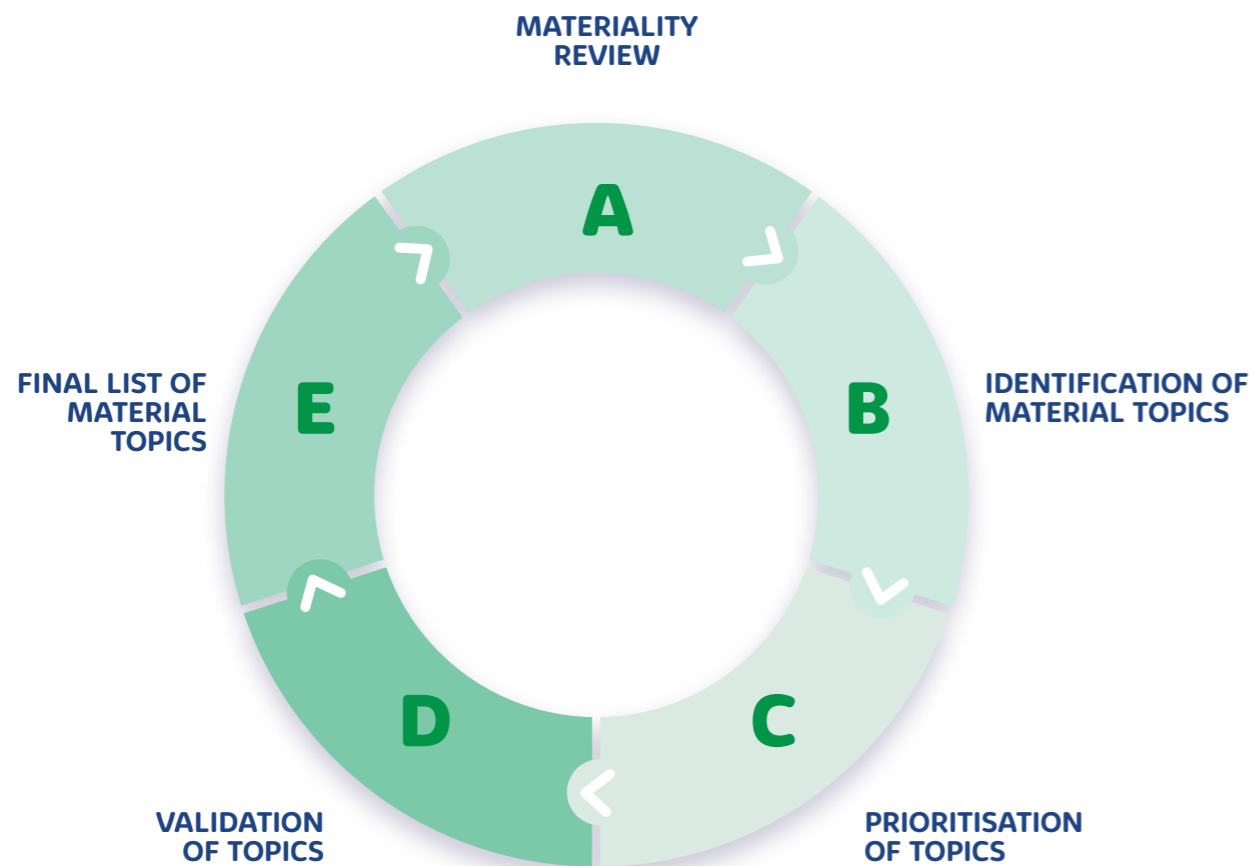 MATERIALITY
REVIEW
A
B
IDENTIFICATION OF
MATERIAL TOPICS
C
PRIORITISATION
OF TOPICS
D
VALIDATION
OF TOPICS
E
FINAL LIST OF
MATERIAL
TOPICS